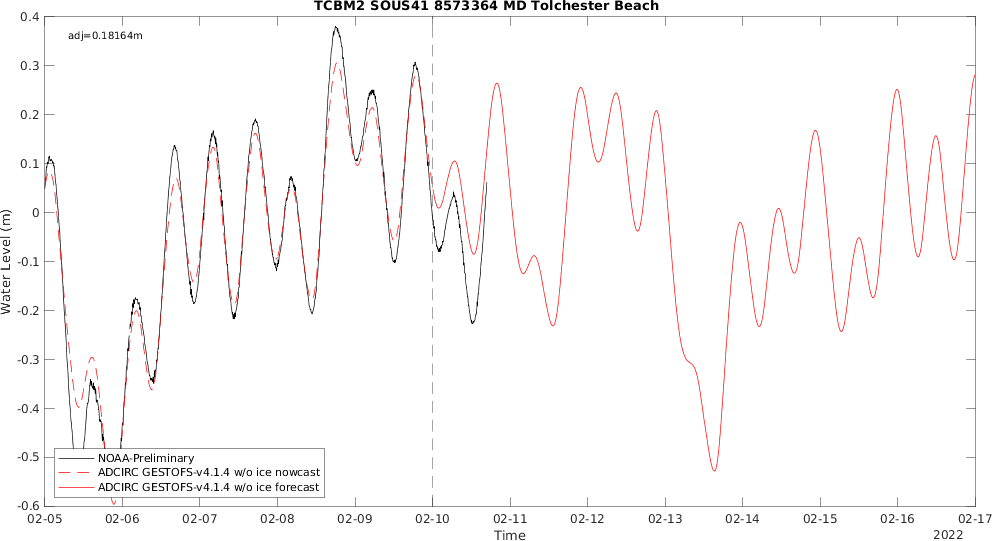 TCBM2 SOUS41 8573364 MD Tolchester Beach
adj=0.18164m
0.4
0.3
0.2
0.1
0
-0.1
-0.2
-0.3
-0.4
-0.5
-0.6
Water Level (m)
NOAA-Preliminary
ADCIRC GESTOFS-v4.1.4 w/o ice nowcast
ADCIRC GESTOFS-v4.1.4 w/o ice forecast
02-05 02-06 02-07 02-08 02-09 02-10 02-11 02-12 02-13 02-14 02-15 02-16 02-17
Time
2022